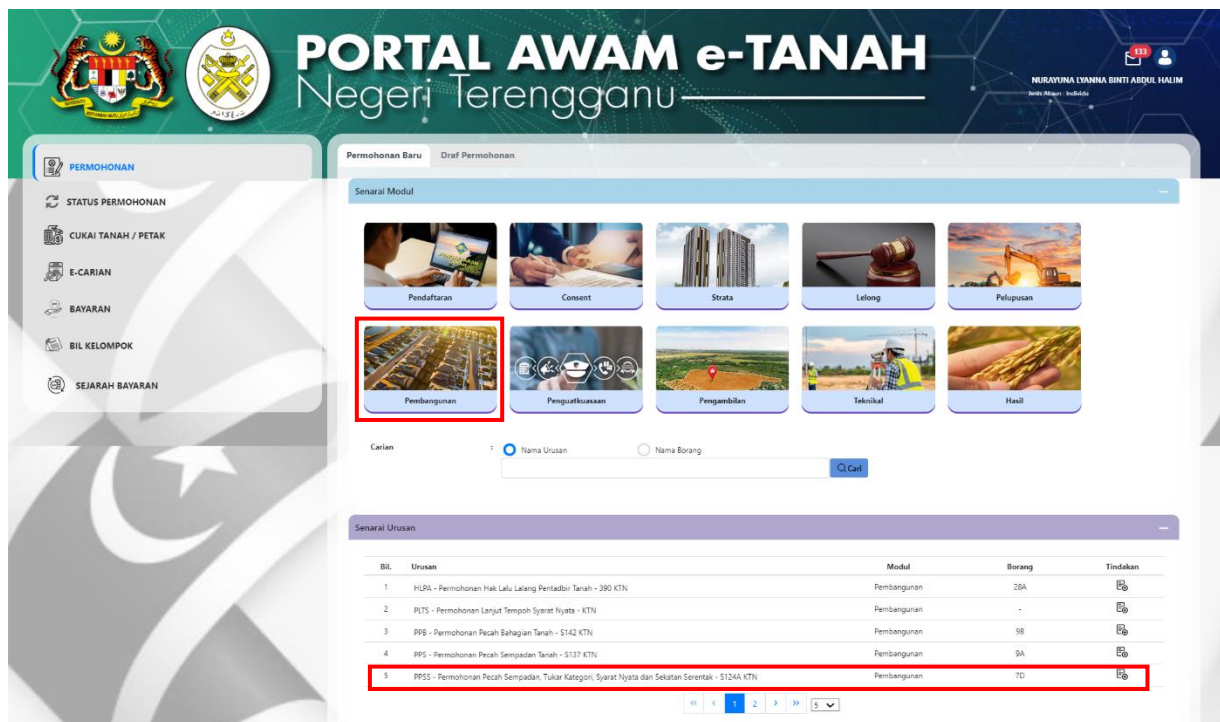 PORTAL AWAM e-TANAH
Negeri Terengganu
133
NURAYUNA LYANNA BINTI ABDUL HALIM
Jenis Akaun : Individu
PERMOHONAN
STATUS PERMOHONAN
CUKAI TANAH / PETAK
E-CARIAN
BAYARAN
BIL KELOMPOK
SEJARAH BAYARAN
Permohonan Baru Draf Permohonan
Senarai Modul
Pendaftaran Consent Strata Lelong Pelupusan
Pembangunan Penguatkuasaan Pengambilan Teknikal Hasil
Carian : Nama Urusan Nama Borang
Cari
Senarai Urusan
Bil. Urusan Modul Borang Tindakan
1 HLPA - Permohonan Hak Lalu Lalang Pentadbir Tanah - 390 KTN Pembangunan 28A
2 PLTS - Permohonan Lanjut Tempoh Syarat Nyata - KTN Pembangunan -
3 PPB - Permohonan Pecah Bahagian Tanah - S142 KTN Pembangunan 9B
4 PPS - Permohonan Pecah Sempadan Tanah - S137 KTN Pembangunan 9A
5 PPSS - Permohonan Pecah Sempadan, Tukar Kategori, Syarat Nyata dan Sekatan Serentak - S124A KTN Pembangunan 7D
« ‹ 1 2 › » 5